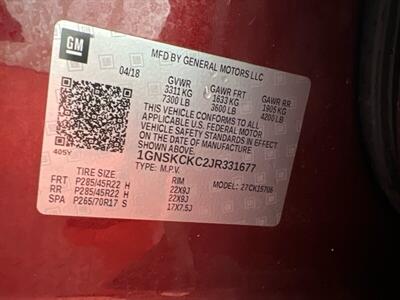 GM
MFD BY GENERAL MOTORS LLC
04/18
GVWR GAWR FRT GAWR RR
3311 KG 1633 KG 1905 KG
7300 LB 3600 LB 4200 LB
THIS VEHICLE CONFORMS TO ALL
APPLICABLE U.S. FEDERAL MOTOR
VEHICLE SAFETY STANDARDS IN EFFECT
ON THE DATE OF MANUFACTURE
SHOWN ABOVE.
40SY
1GNSKCKC2JR331677
TYPE: M.P.V.
MODEL: 27CK15706
TIRE SIZE RIM
FRT P285/45R22 H 22X9J
RR P285/45R22 H 22X9J
SPA P265/70R17 S 17X7.5J